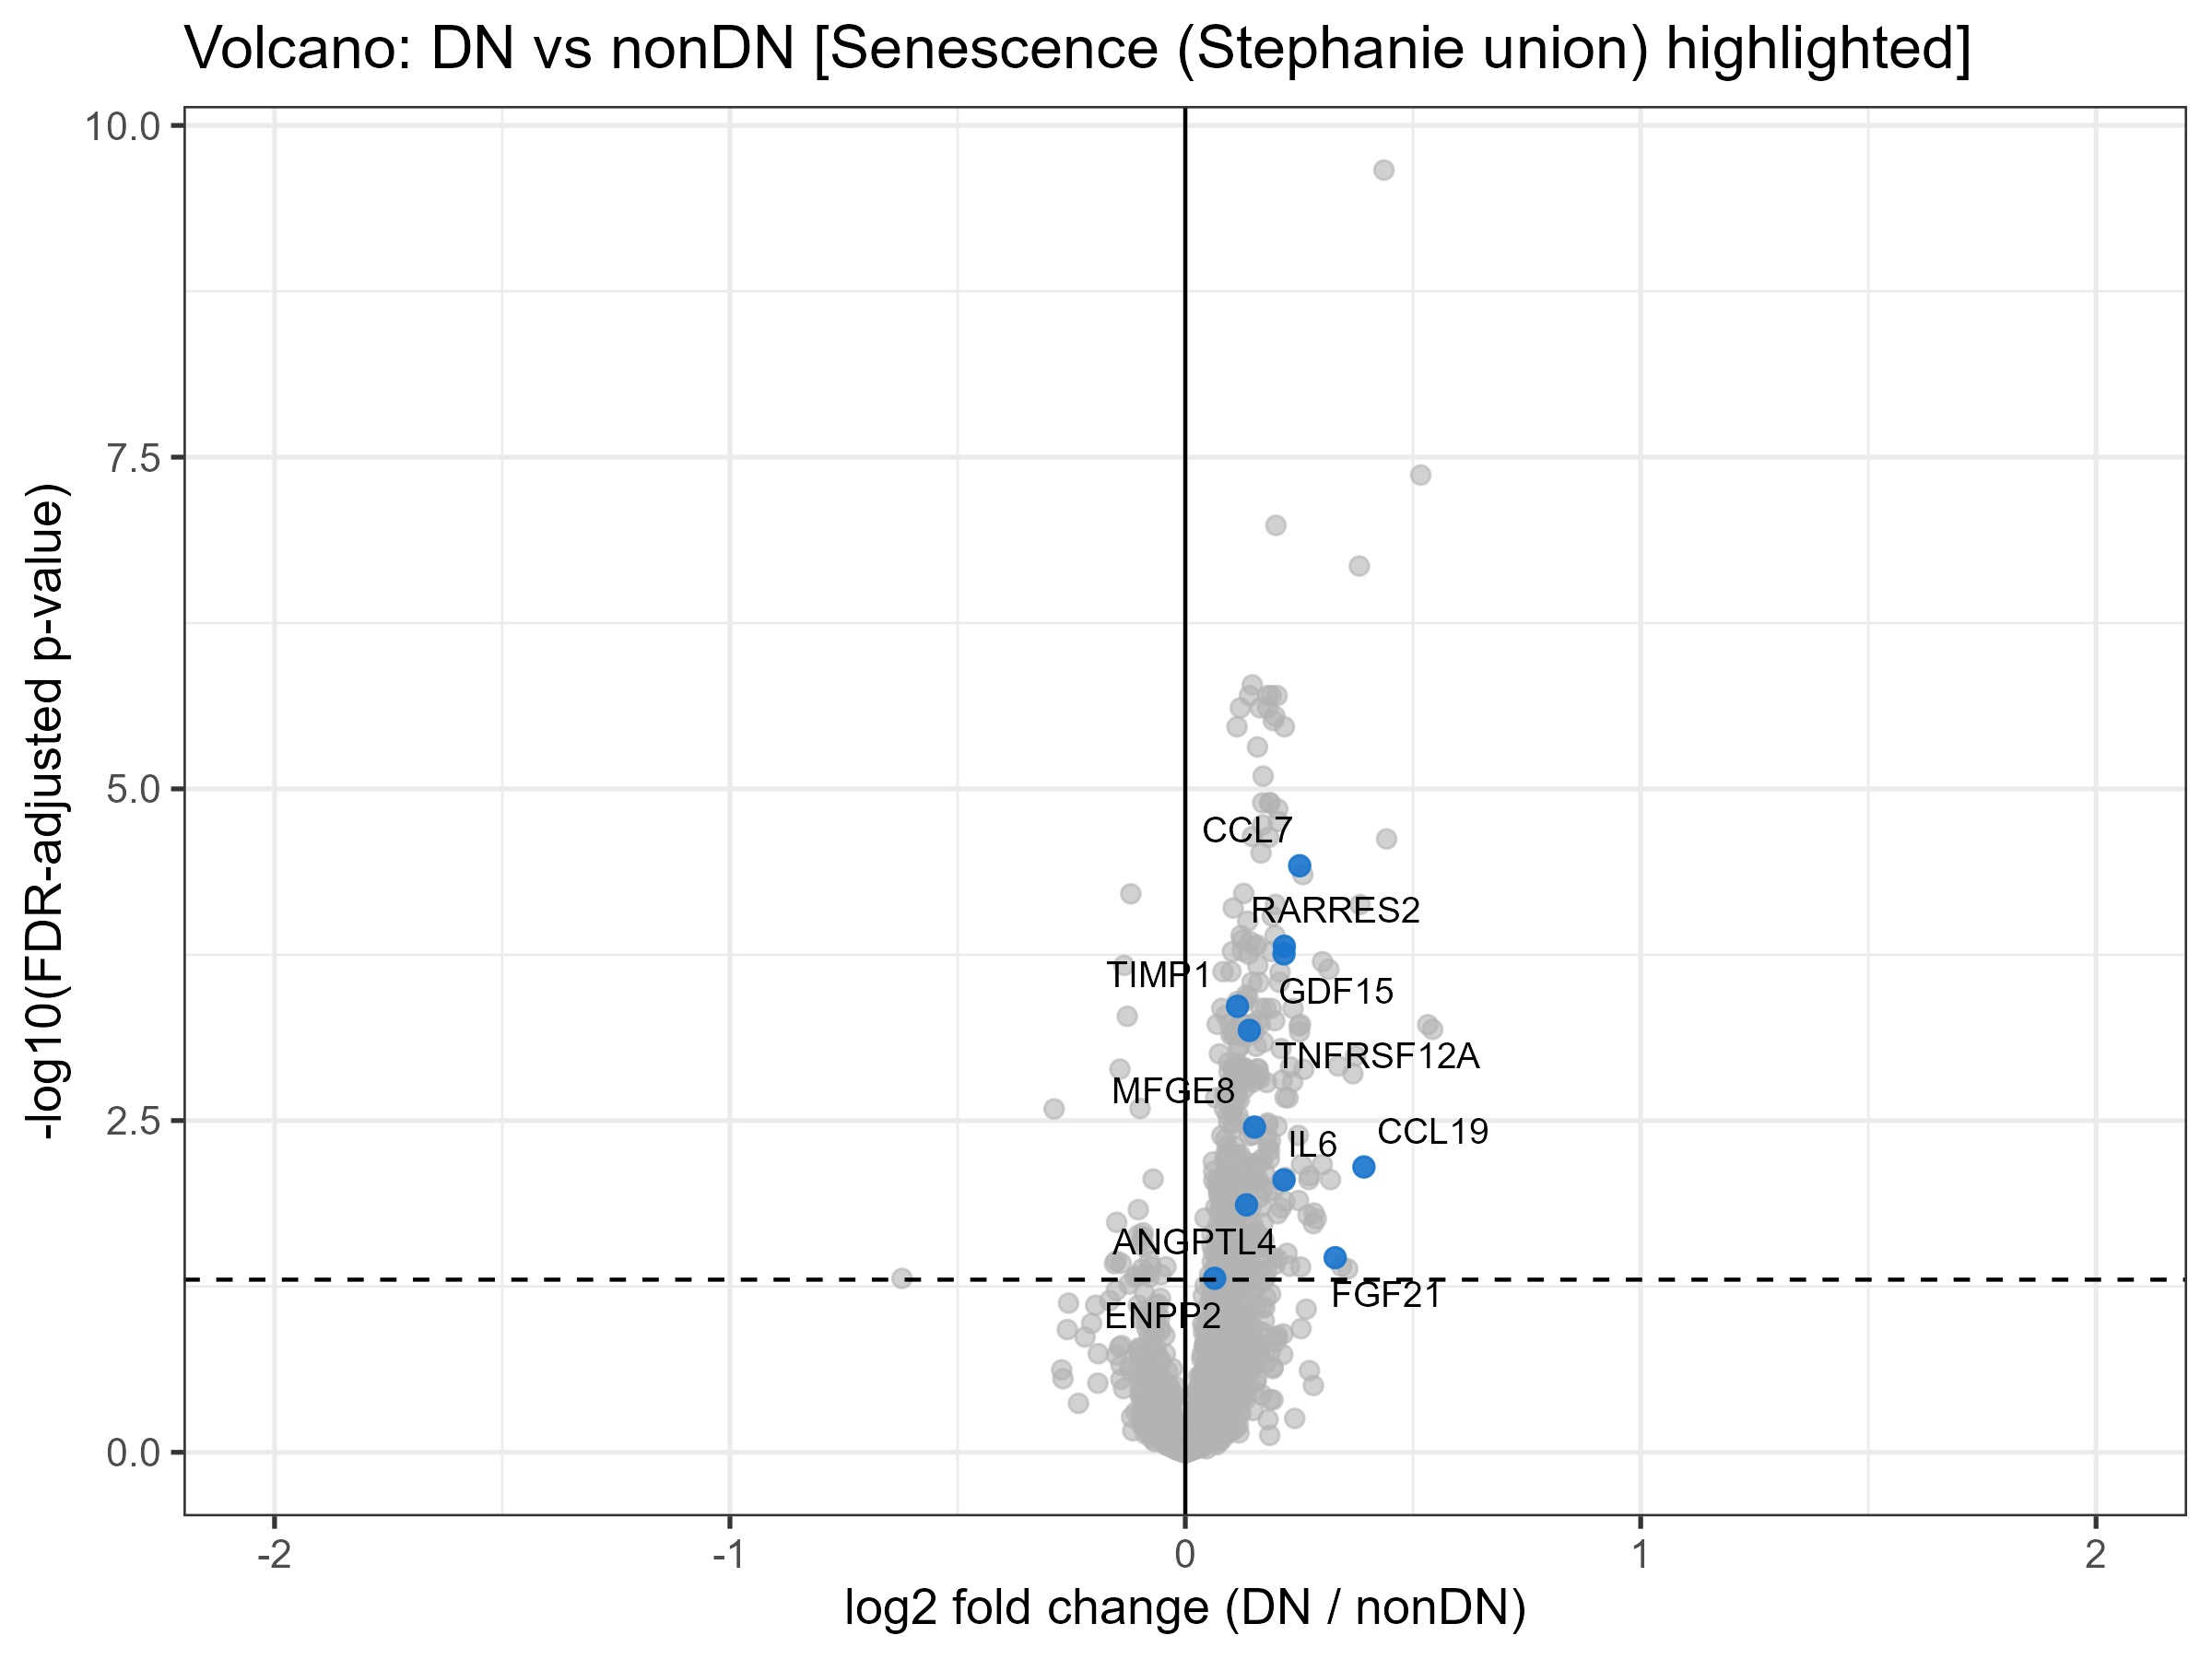 Volcano: DN vs nonDN [Senescence (Stephanie union) highlighted]
-log10(FDR-adjusted p-value)
10.0
7.5
5.0
2.5
0.0
CCL7
RARRES2
TIMP1
GDF15
TNFRSF12A
MFGE8
CCL19
IL6
ANGPTL4
FGF21
ENPP2
-2
-1
0
1
2
log2 fold change (DN / nonDN)